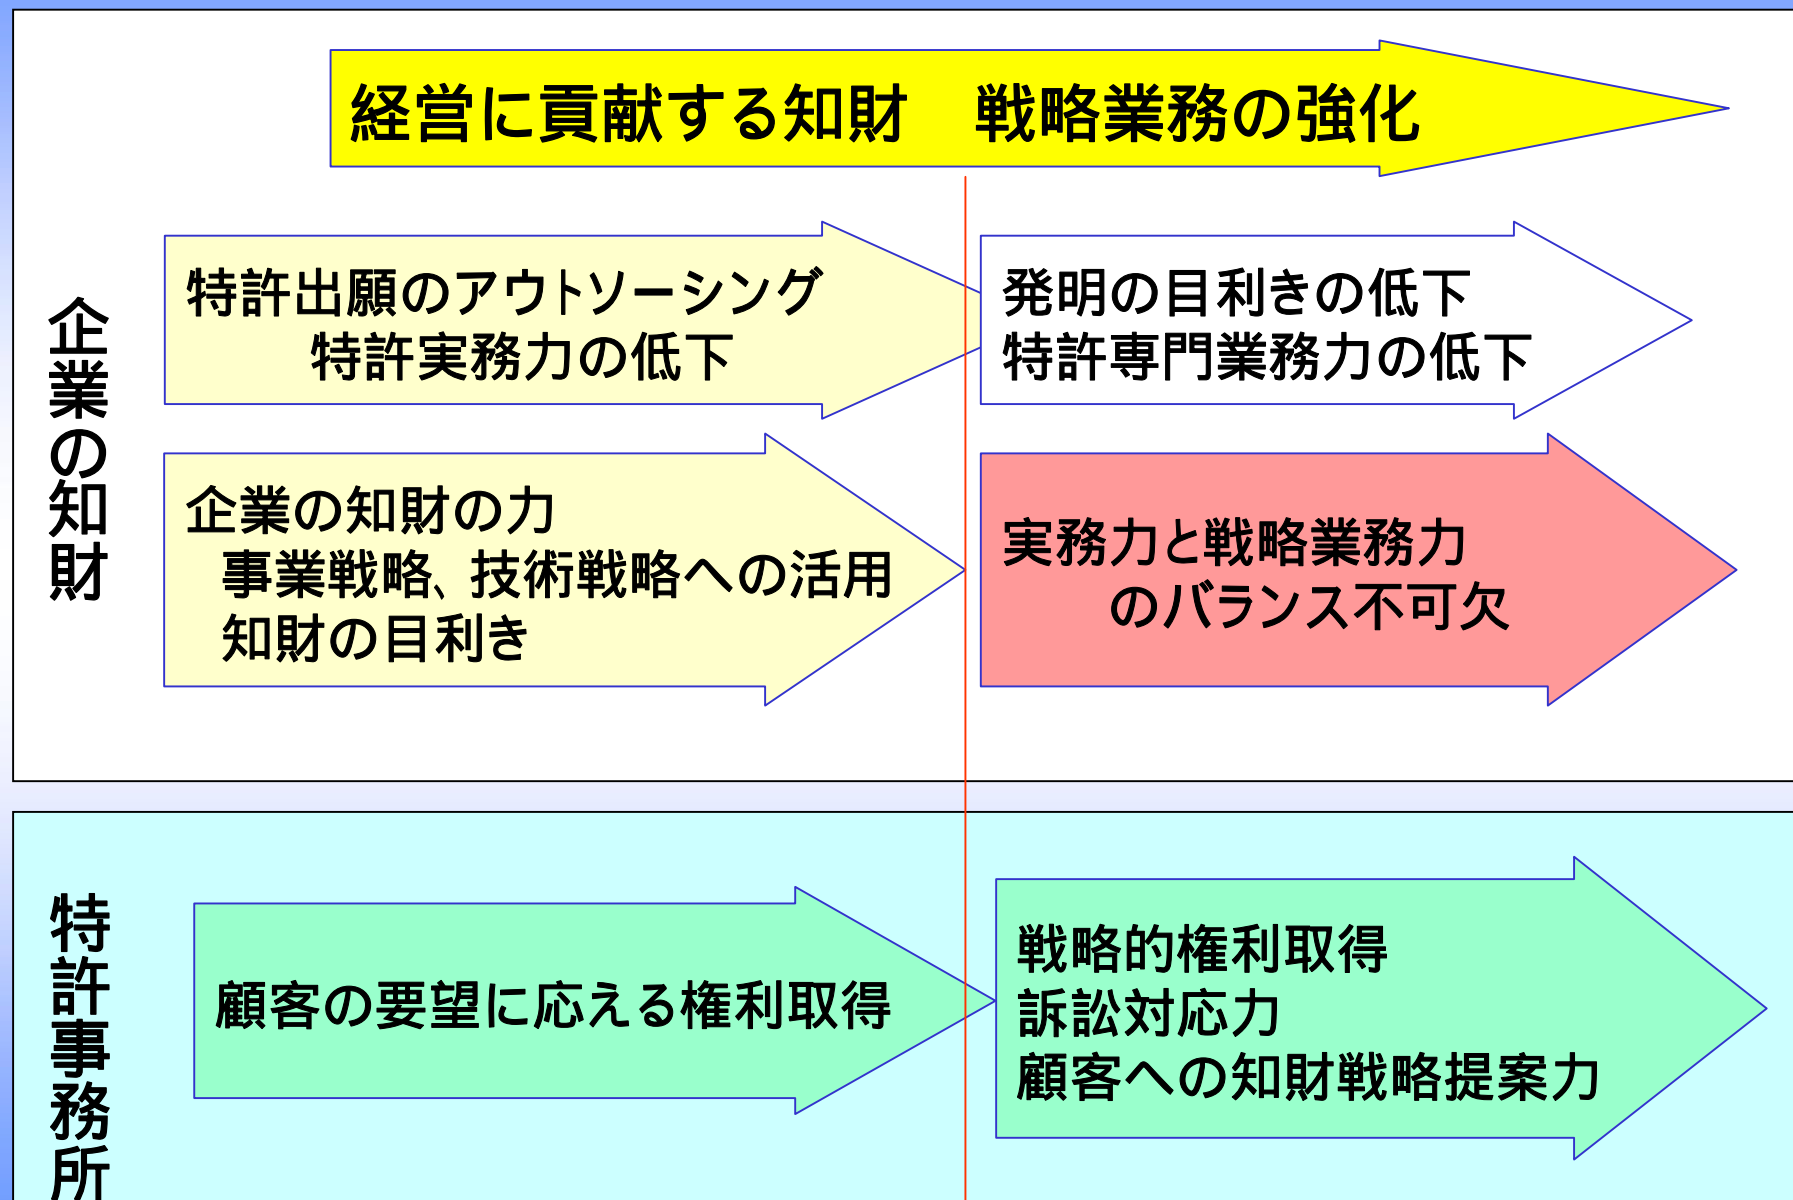 経営に貢献する知財　戦略業務の強化
企業の知財
特許出願のアウトソーシング
特許実務力の低下
発明の目利きの低下
特許専門業務力の低下
企業の知財の力
事業戦略、技術戦略への活用
知財の目利き
実務力と戦略業務力
のバランス不可欠
特許事務所
顧客の要望に応える権利取得
戦略的権利取得
訴訟対応力
顧客への知財戦略提案力